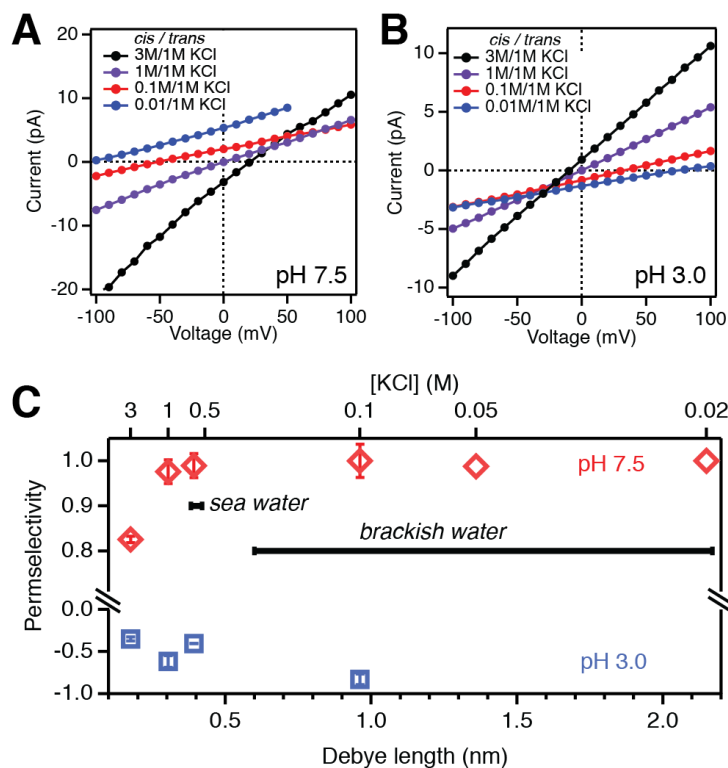 A
cis / trans
3M/1M KCl
1M/1M KCl
0.1M/1M KCl
0.01/1M KCl
20
10
0
-10
-20
Current (pA)
-100
-50
0
50
100
Voltage (mV)
pH 7.5
B
cis / trans
3M/1M KCl
1M/1M KCl
0.1M/1M KCl
0.01M/1M KCl
10
5
0
-5
-10
Current (pA)
-100
-50
0
50
100
Voltage (mV)
pH 3.0
C
[KCl] (M)
3
1
0.5
0.1
0.05
0.02
1.0
0.9
0.8
0.0
-0.5
-1.0
Permselectivity
pH 7.5
sea water
brackish water
pH 3.0
0.5
1.0
1.5
2.0
Debye length (nm)